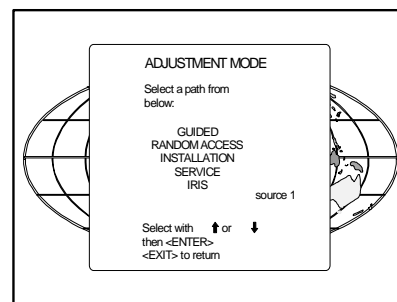 ADJUSTMENT MODE
Select a path from
below:
GUIDED
RANDOM ACCESS
INSTALLATION
SERVICE
IRIS
source 1
Select with ⬆ or ⬇
then <ENTER>
<EXIT> to return